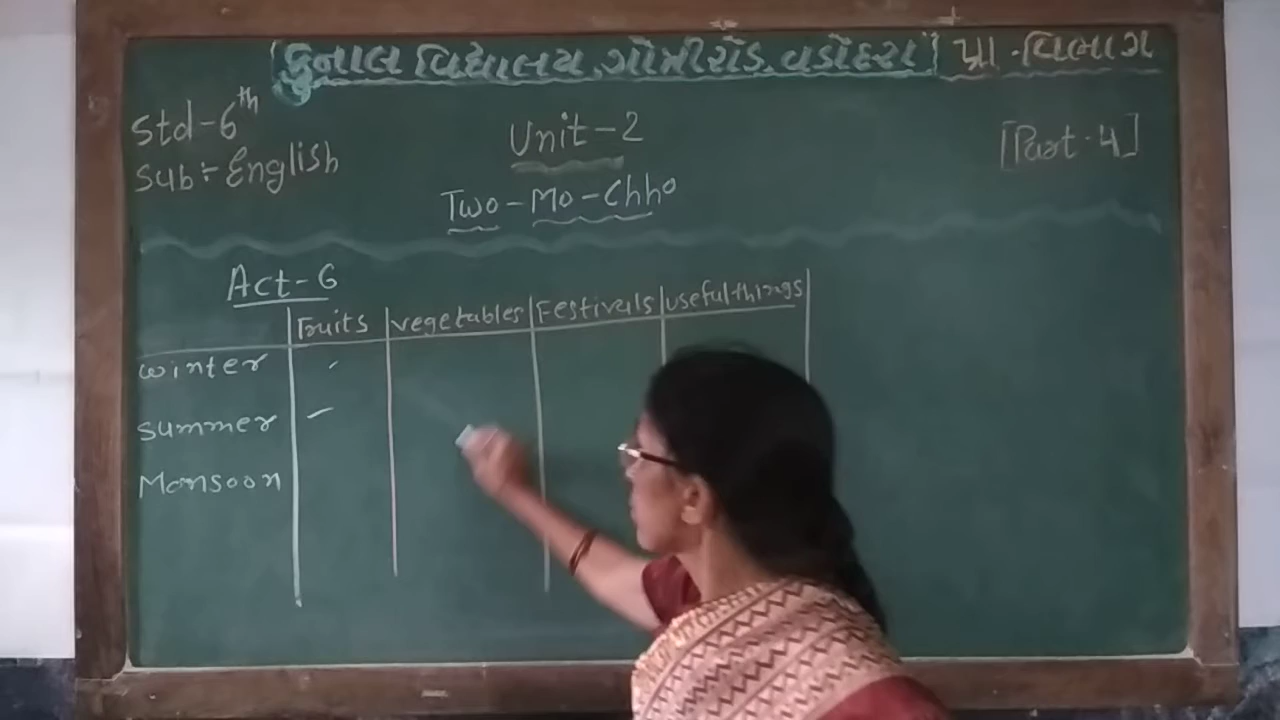 [કુનાલ વિદ્યાલય, ગોત્રીરોડ, વડોદરા] પ્રા.વિભાગ
Std-6th
Sub:- English
Unit-2
[Part-4]
Two-Mo-Chho
Act-6
Fruits vegetables Festivals useful things
winter
summer
Monsoon